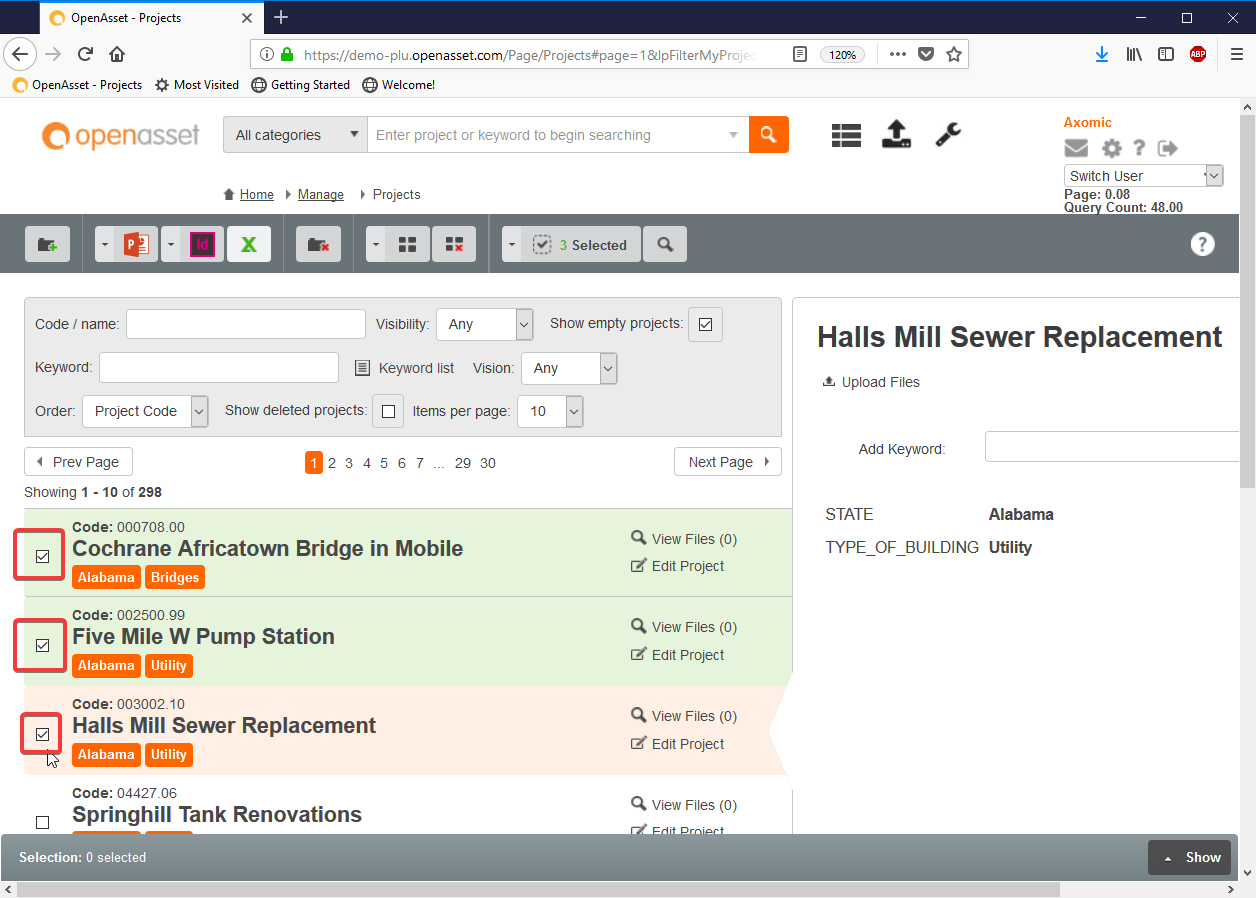 OpenAsset - Projects
https://demo-plu.openasset.com/Page/Projects#page=1&lpFilterMyProje
120%
ABP
OpenAsset - Projects Most Visited Getting Started Welcome!
openasset
All categories
Enter project or keyword to begin searching
Axomic
?
Switch User
Page: 0.08
Query Count: 48.00
Home Manage Projects
P Id X 3 Selected ?
Code / name: Visibility: Any Show empty projects:
Keyword: Keyword list Vision: Any
Order: Project Code Show deleted projects: Items per page: 10
Prev Page 1 2 3 4 5 6 7 ... 29 30 Next Page
Showing 1 - 10 of 298
Code: 000708.00
Cochrane Africatown Bridge in Mobile
Alabama Bridges
View Files (0)
Edit Project
Code: 002500.99
Five Mile W Pump Station
Alabama Utility
View Files (0)
Edit Project
Code: 003002.10
Halls Mill Sewer Replacement
Alabama Utility
View Files (0)
Edit Project
Code: 04427.06
Springhill Tank Renovations
View Files (0)
Edit Project
Halls Mill Sewer Replacement
Upload Files
Add Keyword:
STATE Alabama
TYPE_OF_BUILDING Utility
Selection: 0 selected
Show